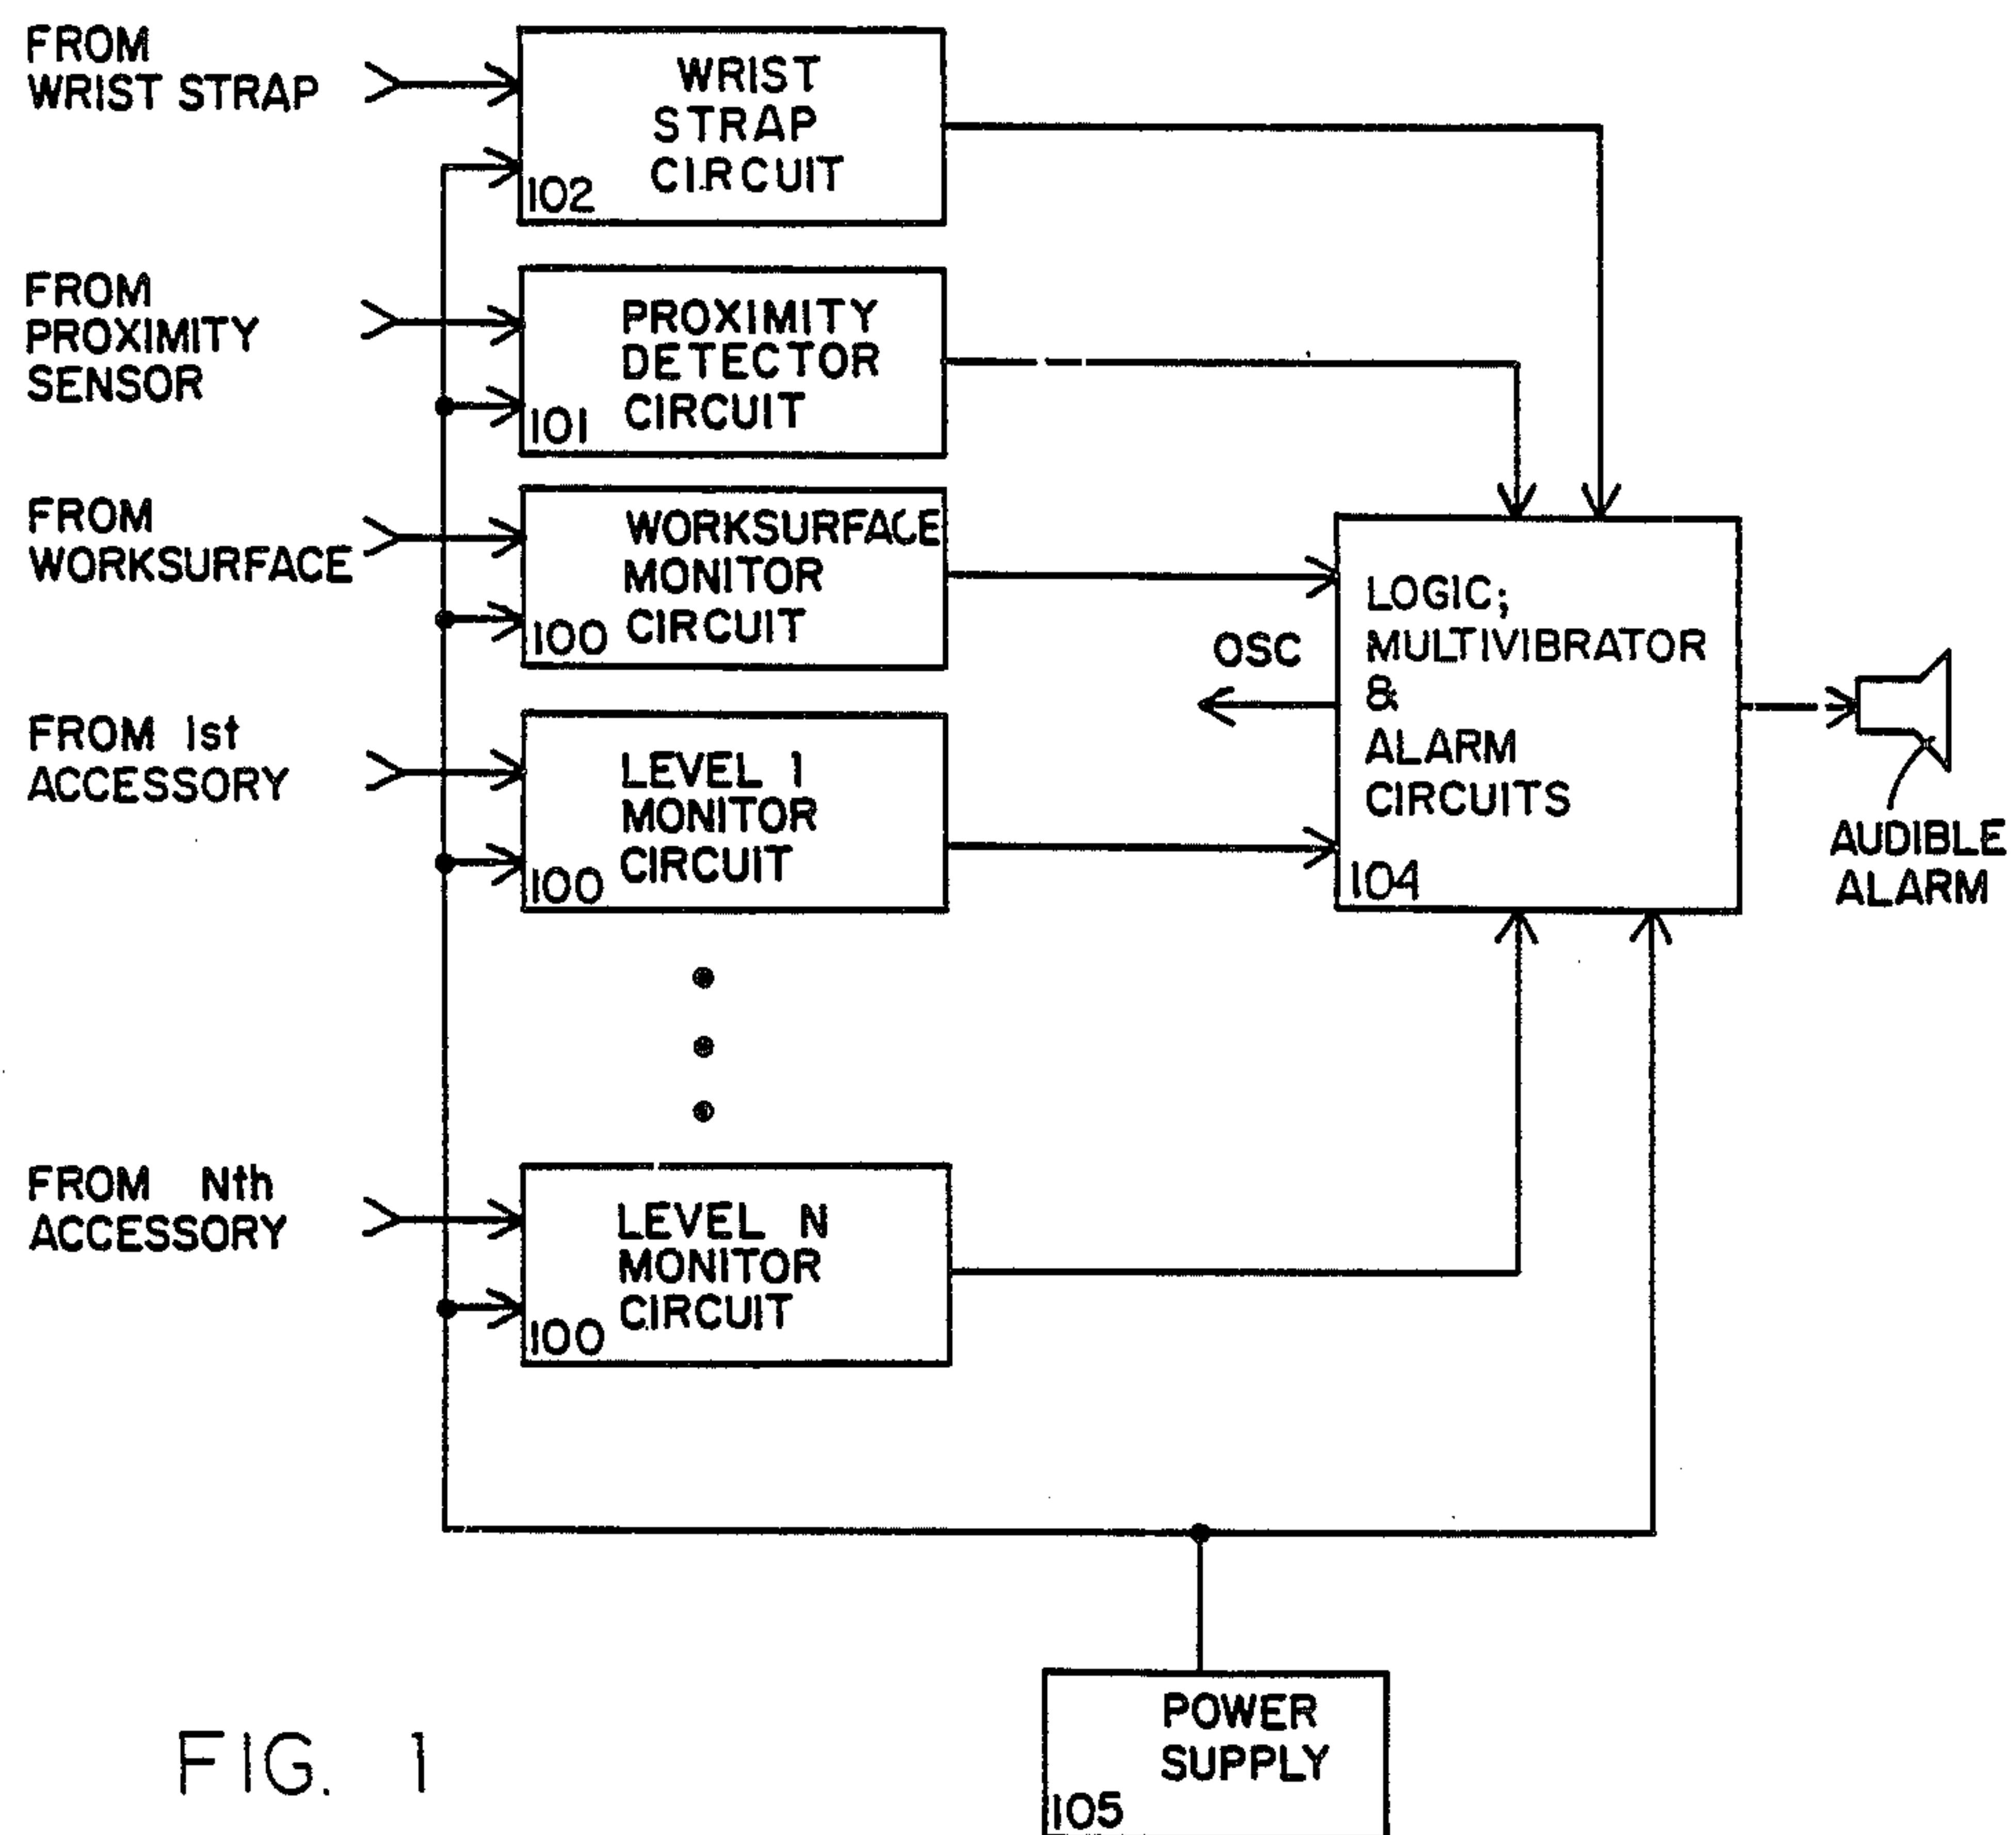 FROM
WRIST STRAP
WRIST
STRAP
CIRCUIT
102
FROM
PROXIMITY
SENSOR
PROXIMITY
DETECTOR
CIRCUIT
101
FROM
WORKSURFACE
WORKSURFACE
MONITOR
CIRCUIT
100
OSC
LOGIC;
MULTIVIBRATOR
&
ALARM
CIRCUITS
104
AUDIBLE
ALARM
FROM 1st
ACCESSORY
LEVEL 1
MONITOR
CIRCUIT
100
FROM Nth
ACCESSORY
LEVEL N
MONITOR
CIRCUIT
100
POWER
SUPPLY
105
FIG. 1